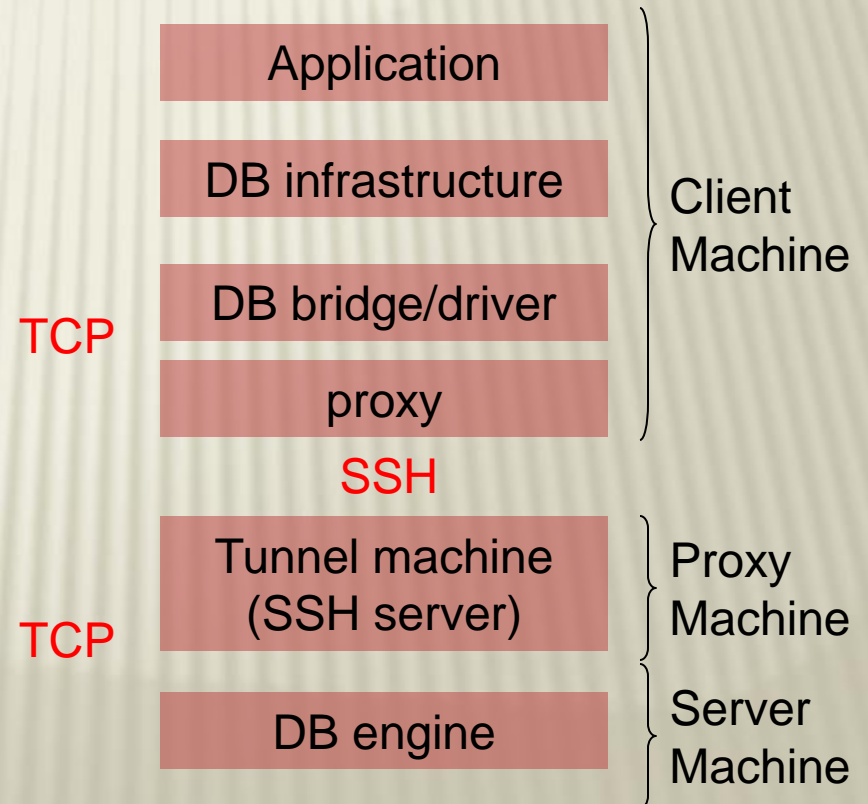 Application
DB infrastructure
Client
Machine
DB bridge/driver
TCP
proxy
SSH
Tunnel machine
(SSH server)
Proxy
Machine
TCP
DB engine
Server
Machine